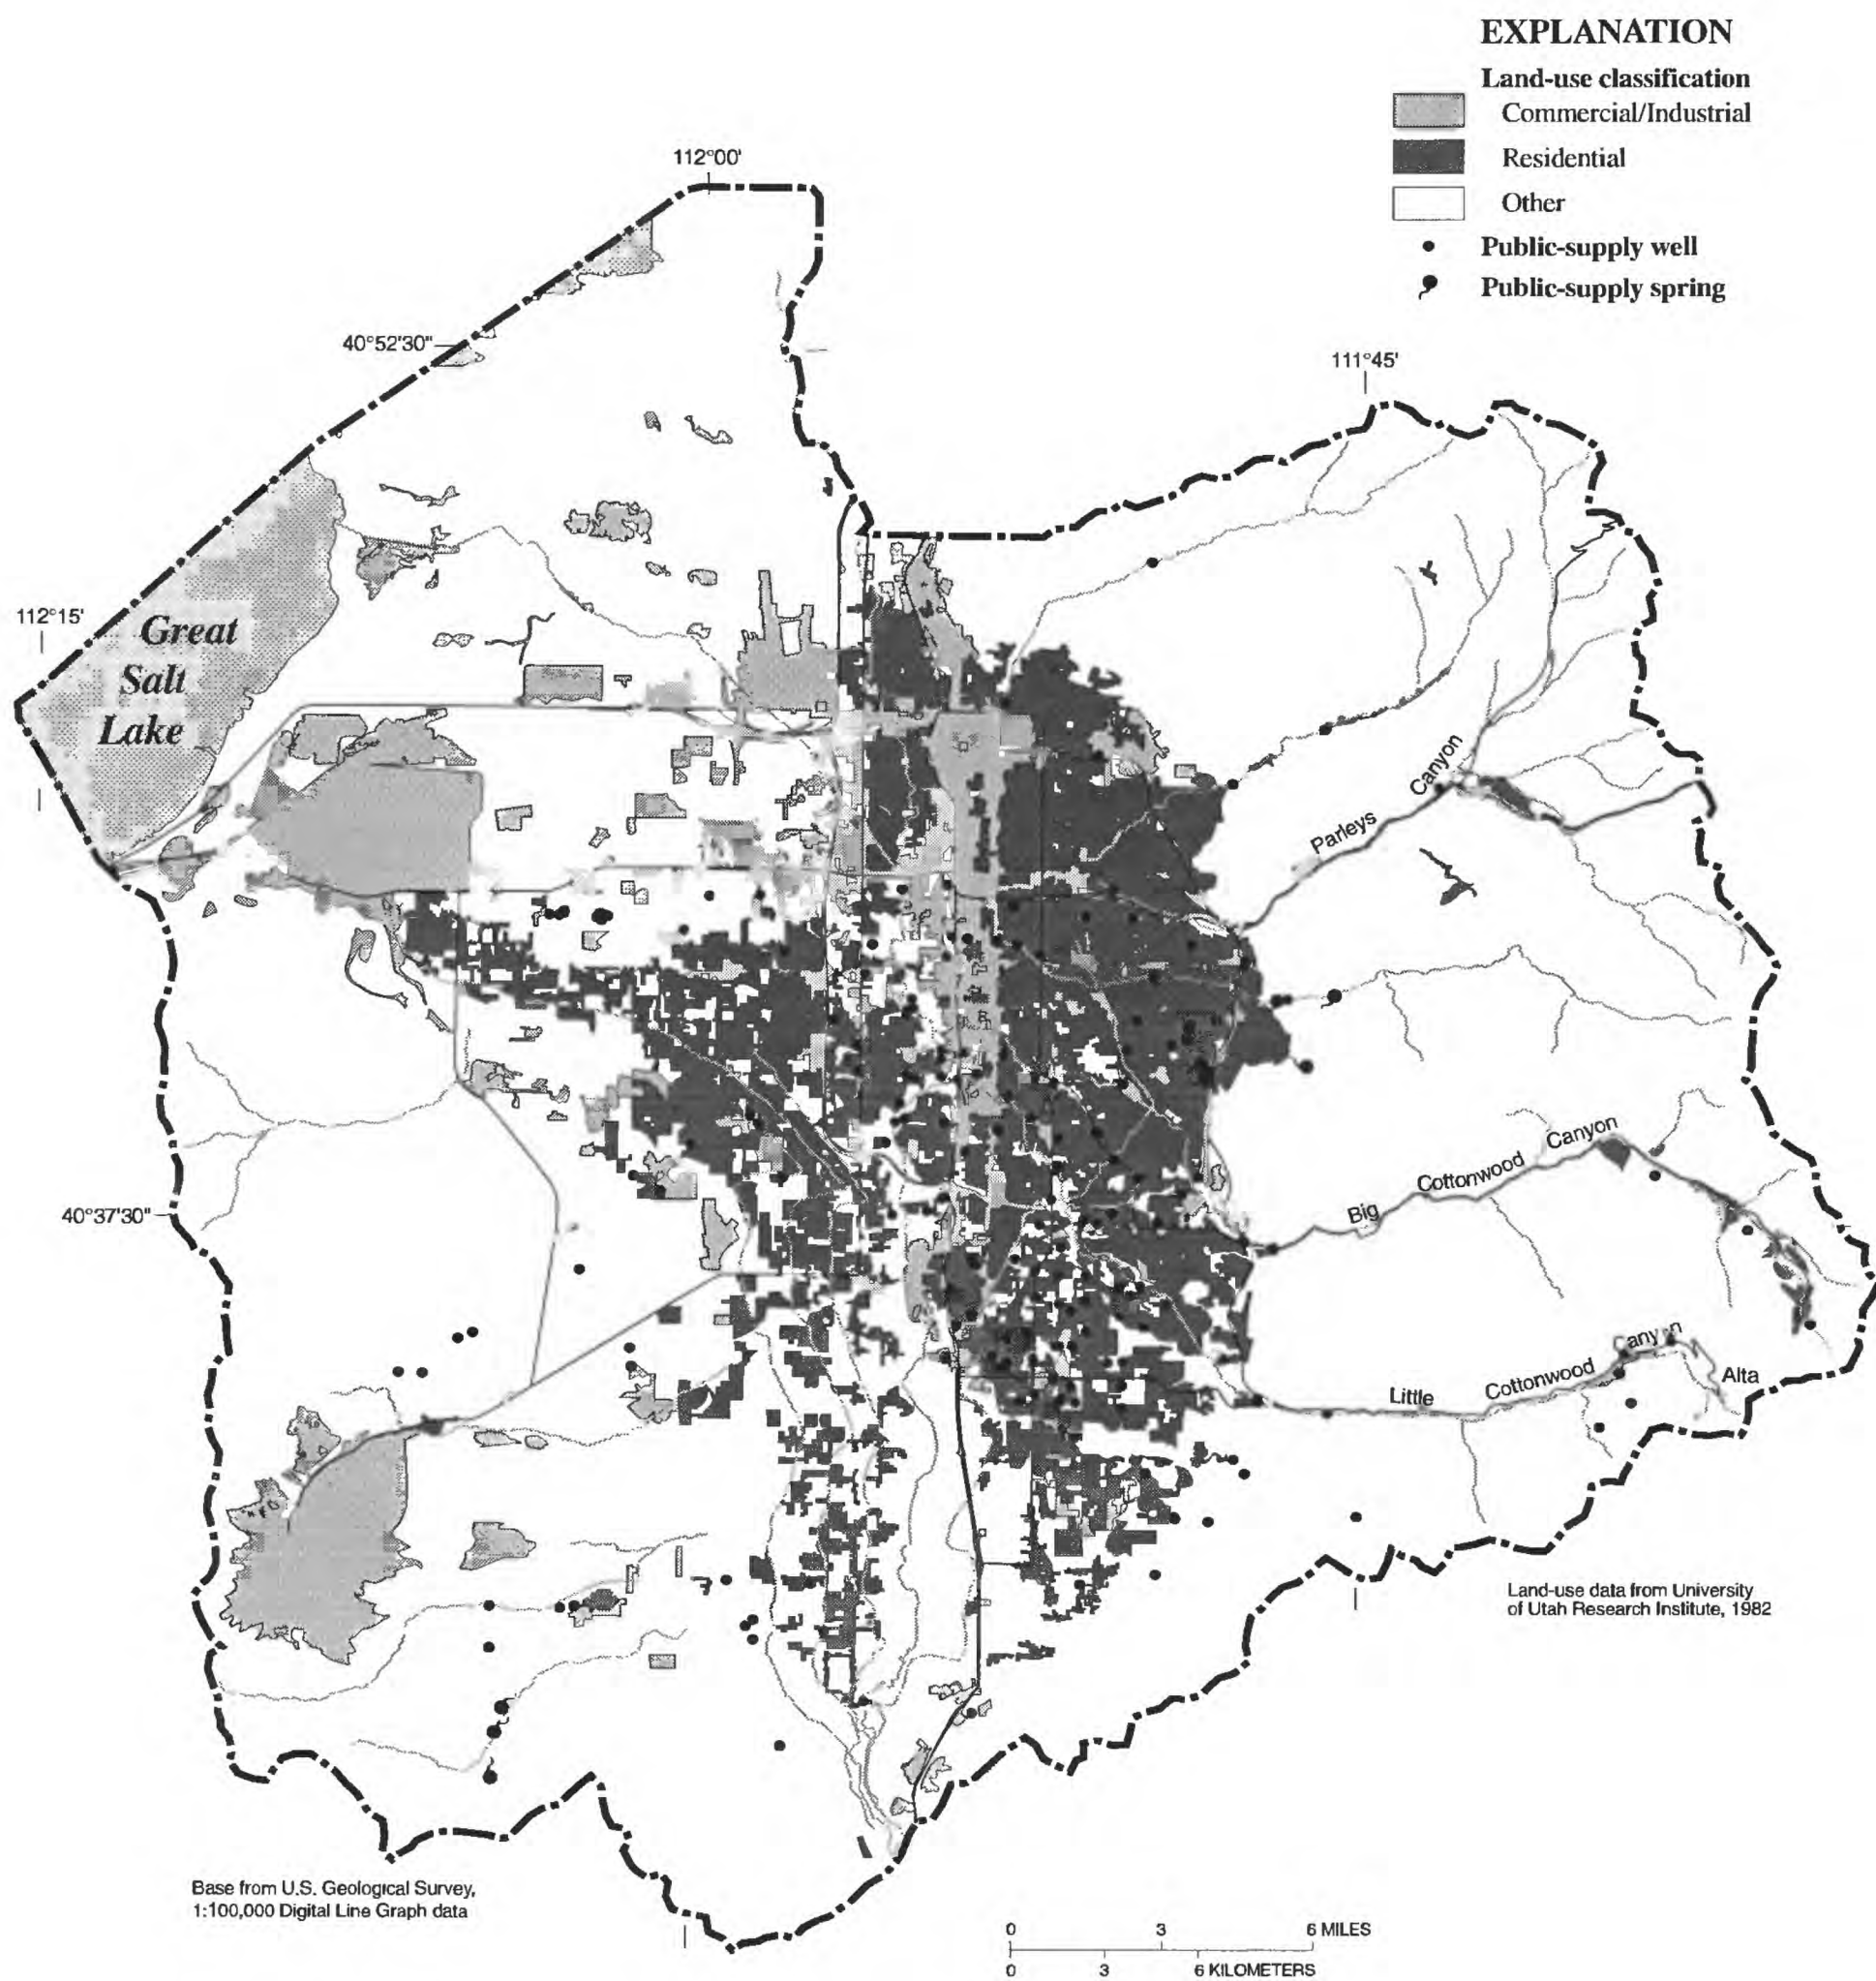 EXPLANATION
Land-use classification
Commercial/Industrial
Residential
Other
Public-supply well
Public-supply spring
112°00'
40°52'30"
111°45'
112°15'
Great
Salt
Lake
Parleys Canyon
Big Cottonwood Canyon
40°37'30"
Little Cottonwood Canyon
Alta
Land-use data from University
of Utah Research Institute, 1982
Base from U.S. Geological Survey,
1:100,000 Digital Line Graph data
0 3 6 MILES
0 3 6 KILOMETERS